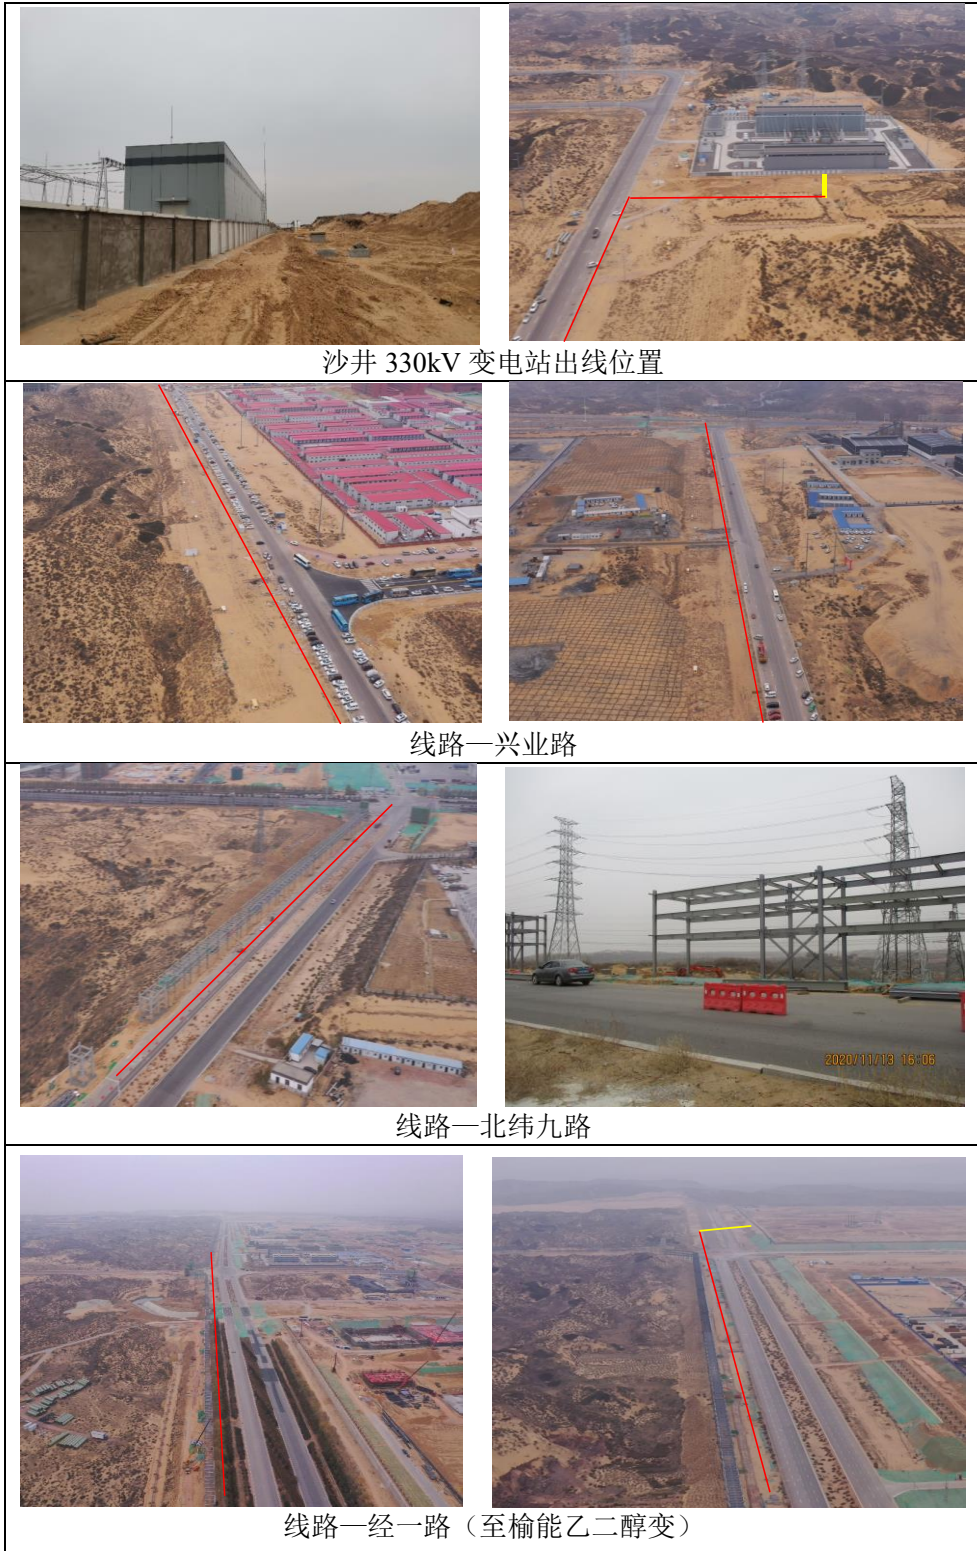 沙井 330kV 变电站出线位置
线路—兴业路
2020/11/13 16:06
线路—北纬九路
线路—经一路（至榆能乙二醇变）